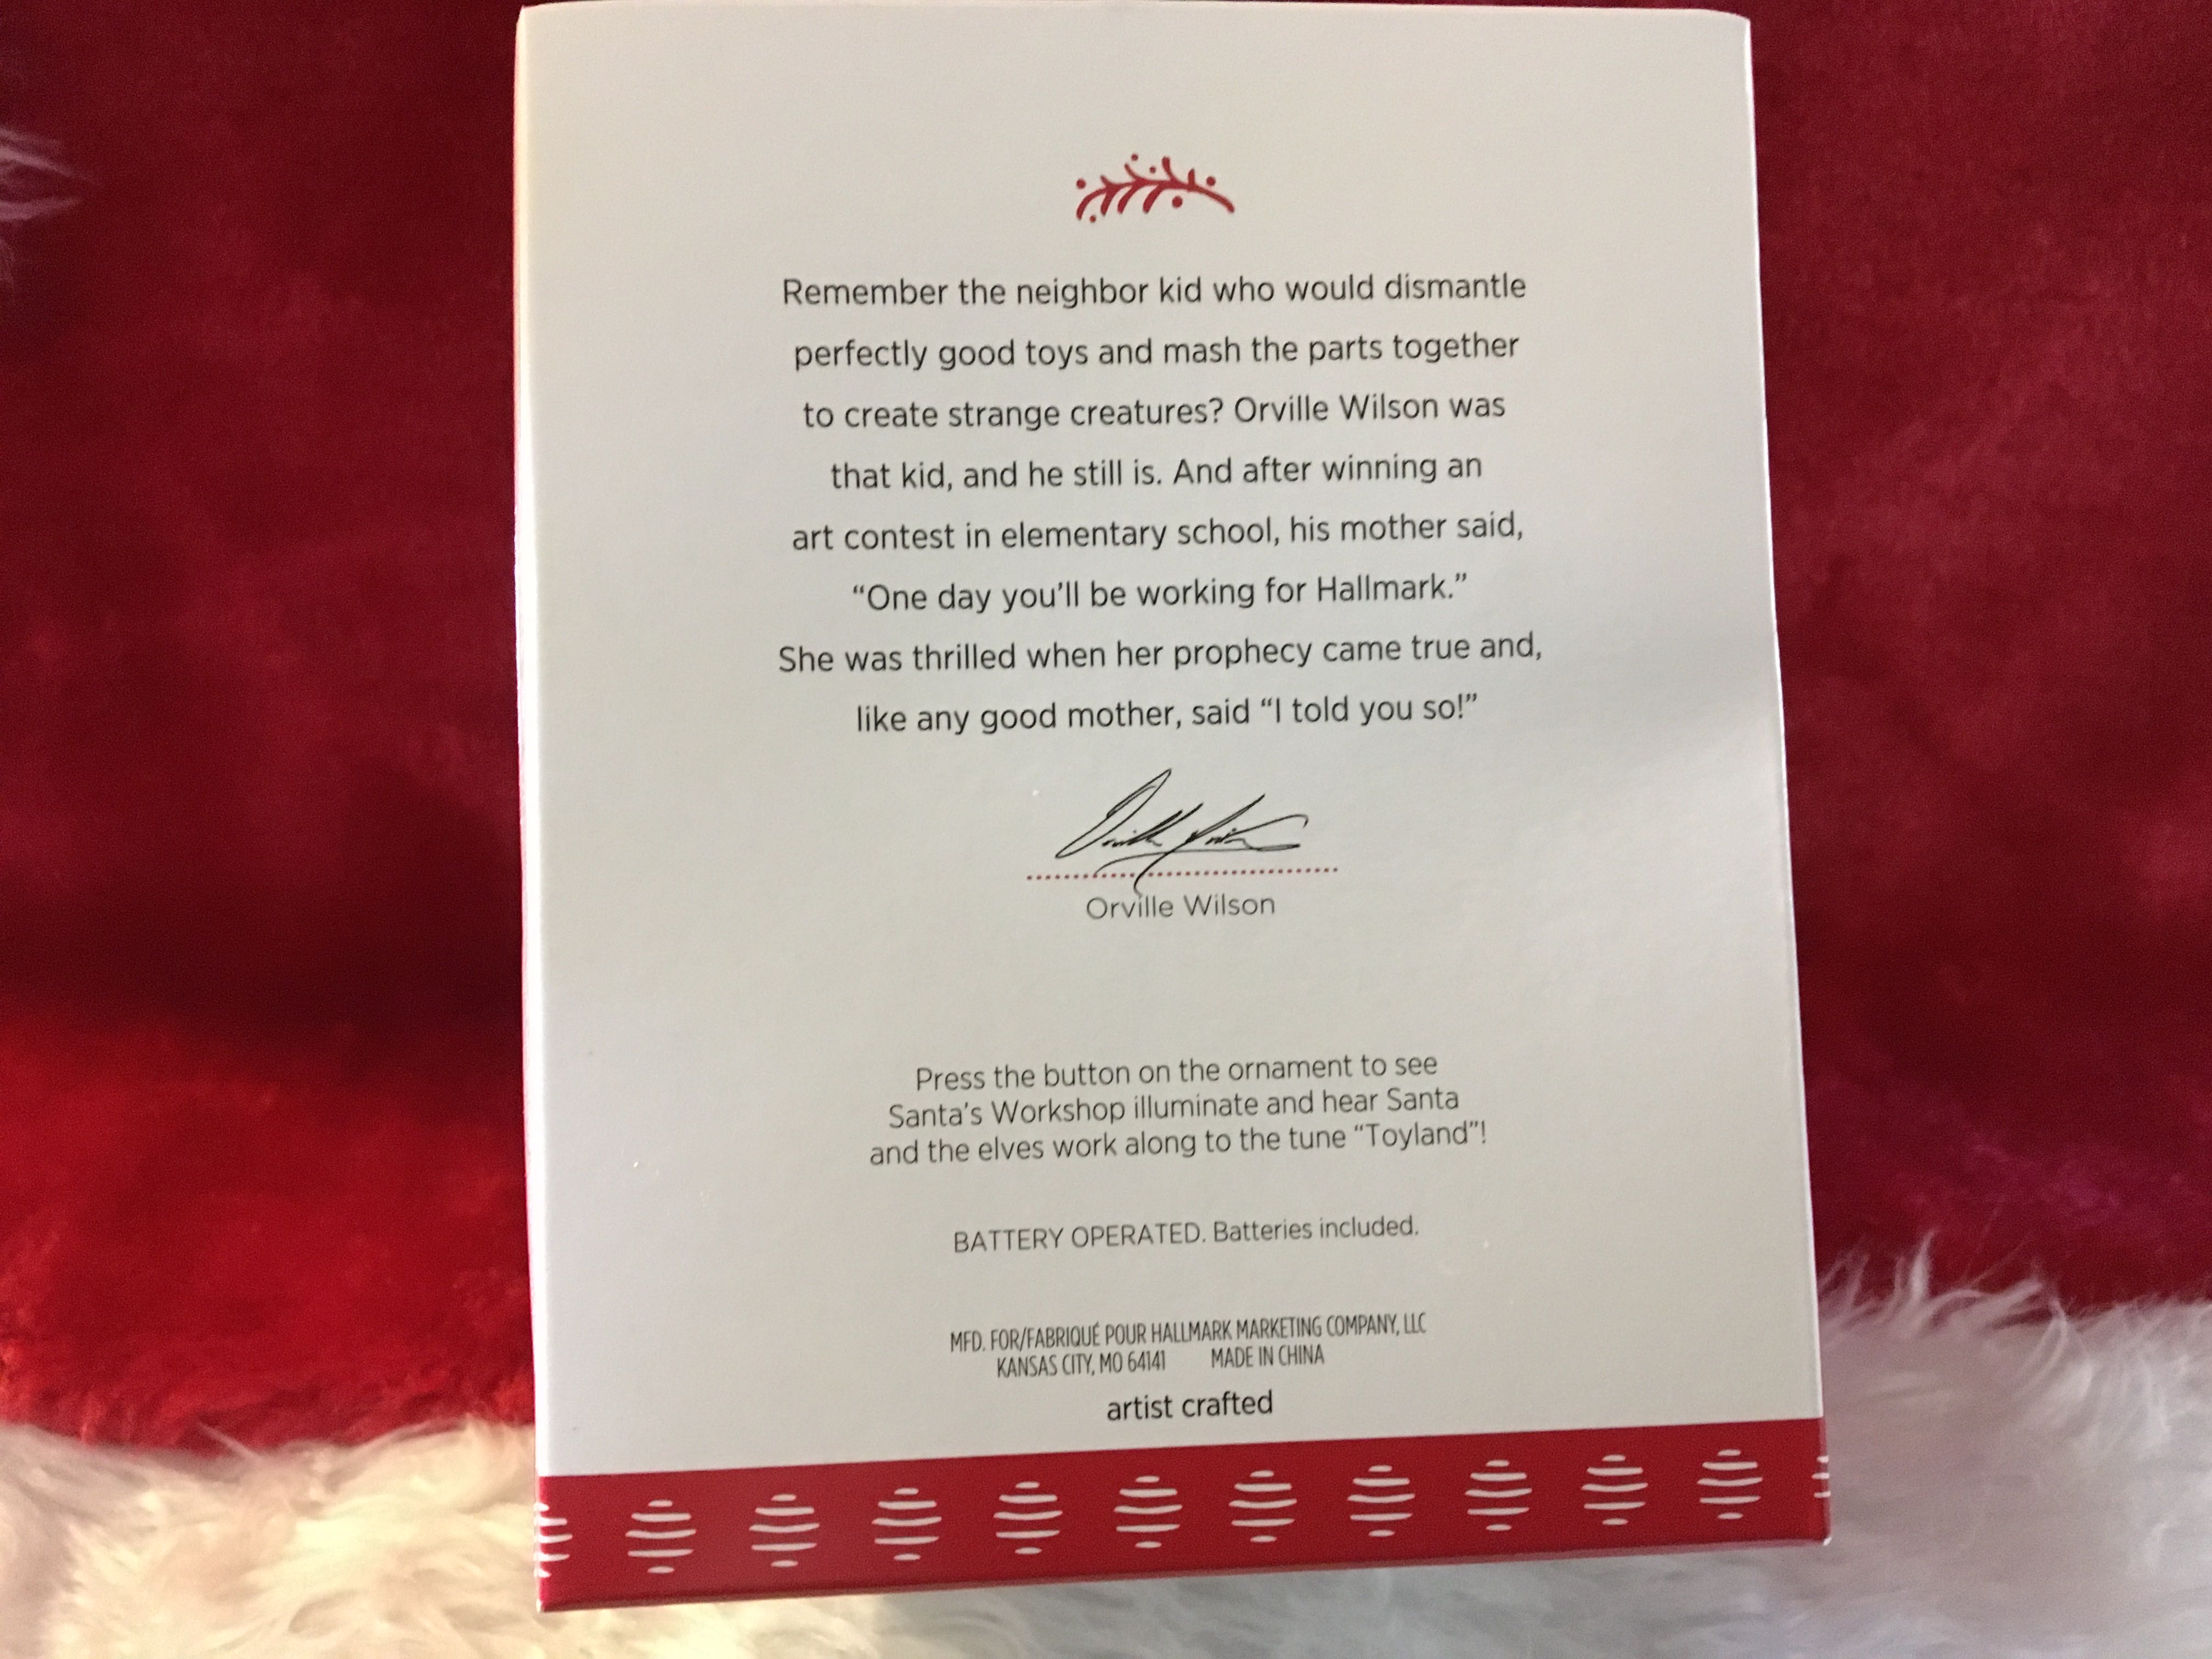 Remember the neighbor kid who would dismantle
perfectly good toys and mash the parts together
to create strange creatures? Orville Wilson was
that kid, and he still is. And after winning an
art contest in elementary school, his mother said,
“One day you’ll be working for Hallmark.”
She was thrilled when her prophecy came true and,
like any good mother, said “I told you so!”
Orville Wilson
Orville Wilson
Press the button on the ornament to see
Santa’s Workshop illuminate and hear Santa
and the elves work along to the tune “Toyland”!
BATTERY OPERATED. Batteries included.
MFD. FOR/FABRIQUÉ POUR HALLMARK MARKETING COMPANY, LLC
KANSAS CITY, MO 64141 MADE IN CHINA
artist crafted